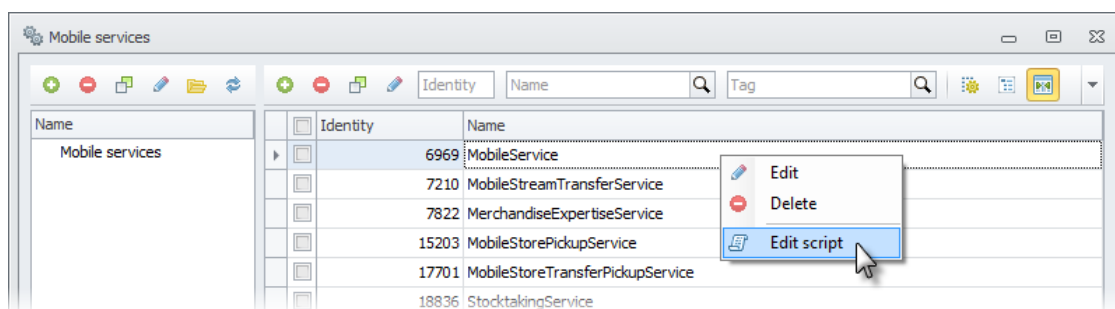 Mobile services
Identity Name Tag
Name Identity Name
Mobile services 6969 MobileService
Edit
7210 MobileStreamTransferService
Delete
7822 MerchandiseExpertiseService
15203 MobileStorePickupService
Edit script
17701 MobileStoreTransferPickupService
18836 StocktakingService